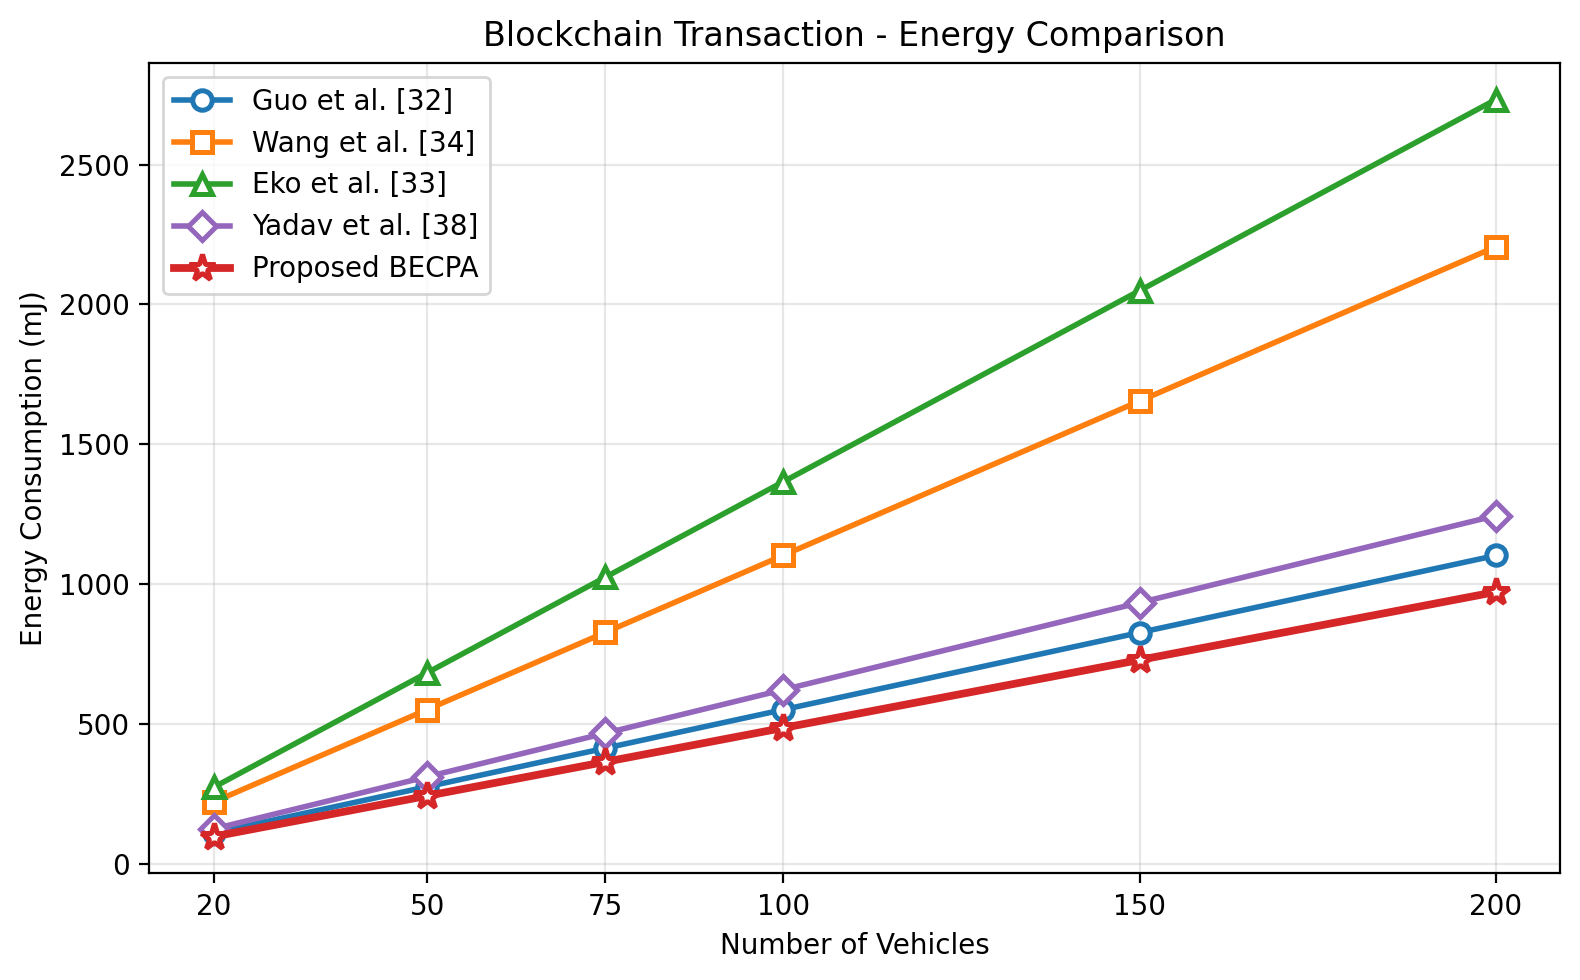 Blockchain Transaction - Energy Comparison
Guo et al. [32]
Wang et al. [34]
Eko et al. [33]
Yadav et al. [38]
Proposed BECPA
Energy Consumption (mJ)
2500
2000
1500
1000
500
0
20 50 75 100 150 200
Number of Vehicles